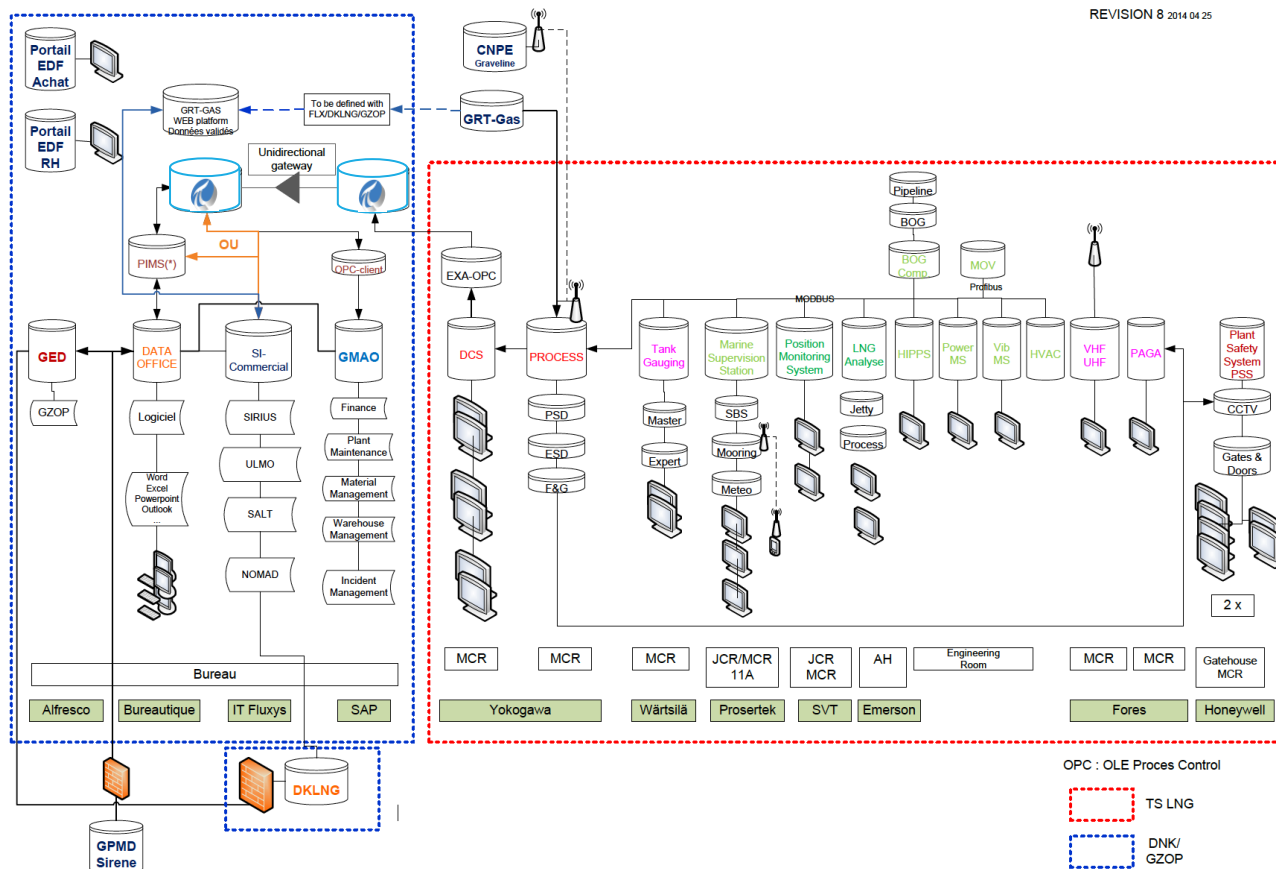 REVISION 8 2014 04 25
Portail
EDF
Achat
Portail
EDF
RH
CNPE
Graveline
GRT-GAS
WEB platform
Données validés
To be defined with
FLX/DKLNG/GZOP
GRT-Gas
Unidirectional
gateway
OU
PIMS(*)
OPC-client
EXA-OPC
Pipeline
BOG
BOG
Comp.
MOV
Profibus
MODBUS
GED
DATA
OFFICE
SI-
Commercial
GMAO
DCS
PROCESS
Tank
Gauging
Marine
Supervision
Station
Position
Monitoring
System
LNG
Analyse
HIPPS
Power
MS
Vib
MS
HVAC
VHF
UHF
PAGA
Plant
Safety
System
PSS
GZOP
Logiciel
Word
Excel
Powerpoint
Outlook
...
SIRIUS
ULMO
SALT
NOMAD
Finance
Plant
Maintenance
Material
Management
Warehouse
Management
Incident
Management
PSD
ESD
F&G
Master
Expert
SBS
Mooring
Meteo
Jetty
Process
CCTV
Gates &
Doors
2 x
Bureau
MCR
MCR
MCR
JCR/MCR
11A
JCR
MCR
AH
Engineering
Room
MCR
MCR
Gatehouse
MCR
Alfresco
Bureautique
IT Fluxys
SAP
Yokogawa
Wärtsilä
Prosertek
SVT
Emerson
Fores
Honeywell
DKLNG
GPMD
Sirene
OPC : OLE Proces Control
TS LNG
DNK/
GZOP